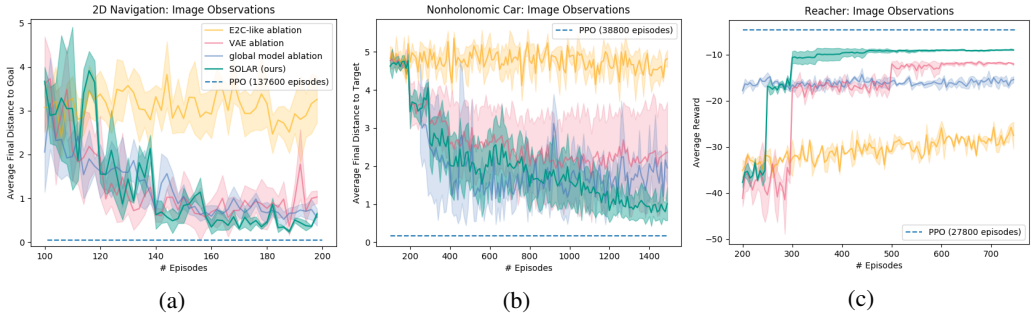 2D Navigation: Image Observations
5
4
3
2
1
0
100
120
140
160
180
200
Average Final Distance to Goal
# Episodes
E2C-like ablation
VAE ablation
global model ablation
SOLAR (ours)
PPO (137600 episodes)
(a)
Nonholonomic Car: Image Observations
6
5
4
3
2
1
0
200
400
600
800
1000
1200
1400
Average Final Distance to Target
# Episodes
PPO (38800 episodes)
(b)
Reacher: Image Observations
−10
−20
−30
−40
−50
200
300
400
500
600
700
Average Reward
# Episodes
PPO (27800 episodes)
(c)